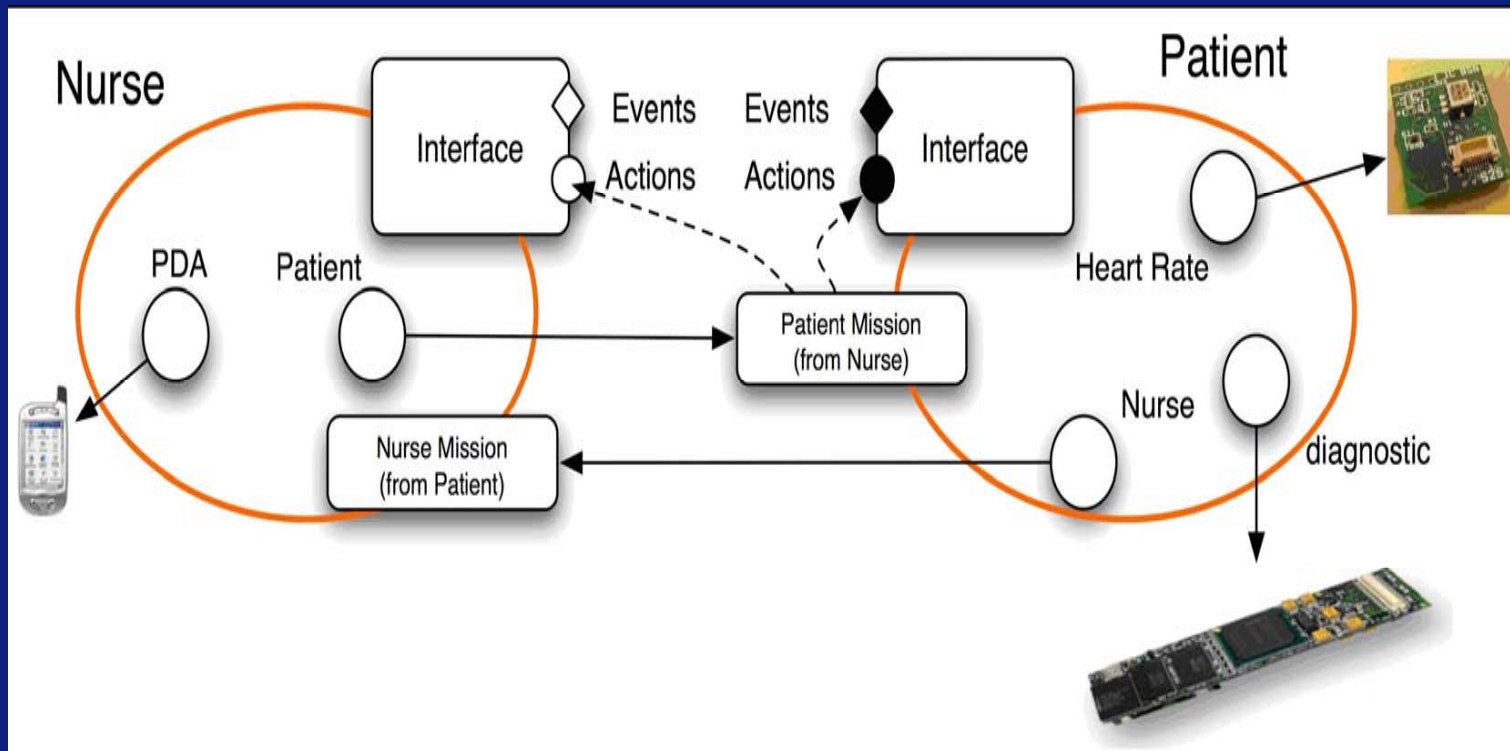 Nurse
Interface
Events
Actions
PDA
Patient
Nurse Mission
(from Patient)
Patient Mission
(from Nurse)
Patient
Events
Actions
Interface
Heart Rate
Nurse
diagnostic